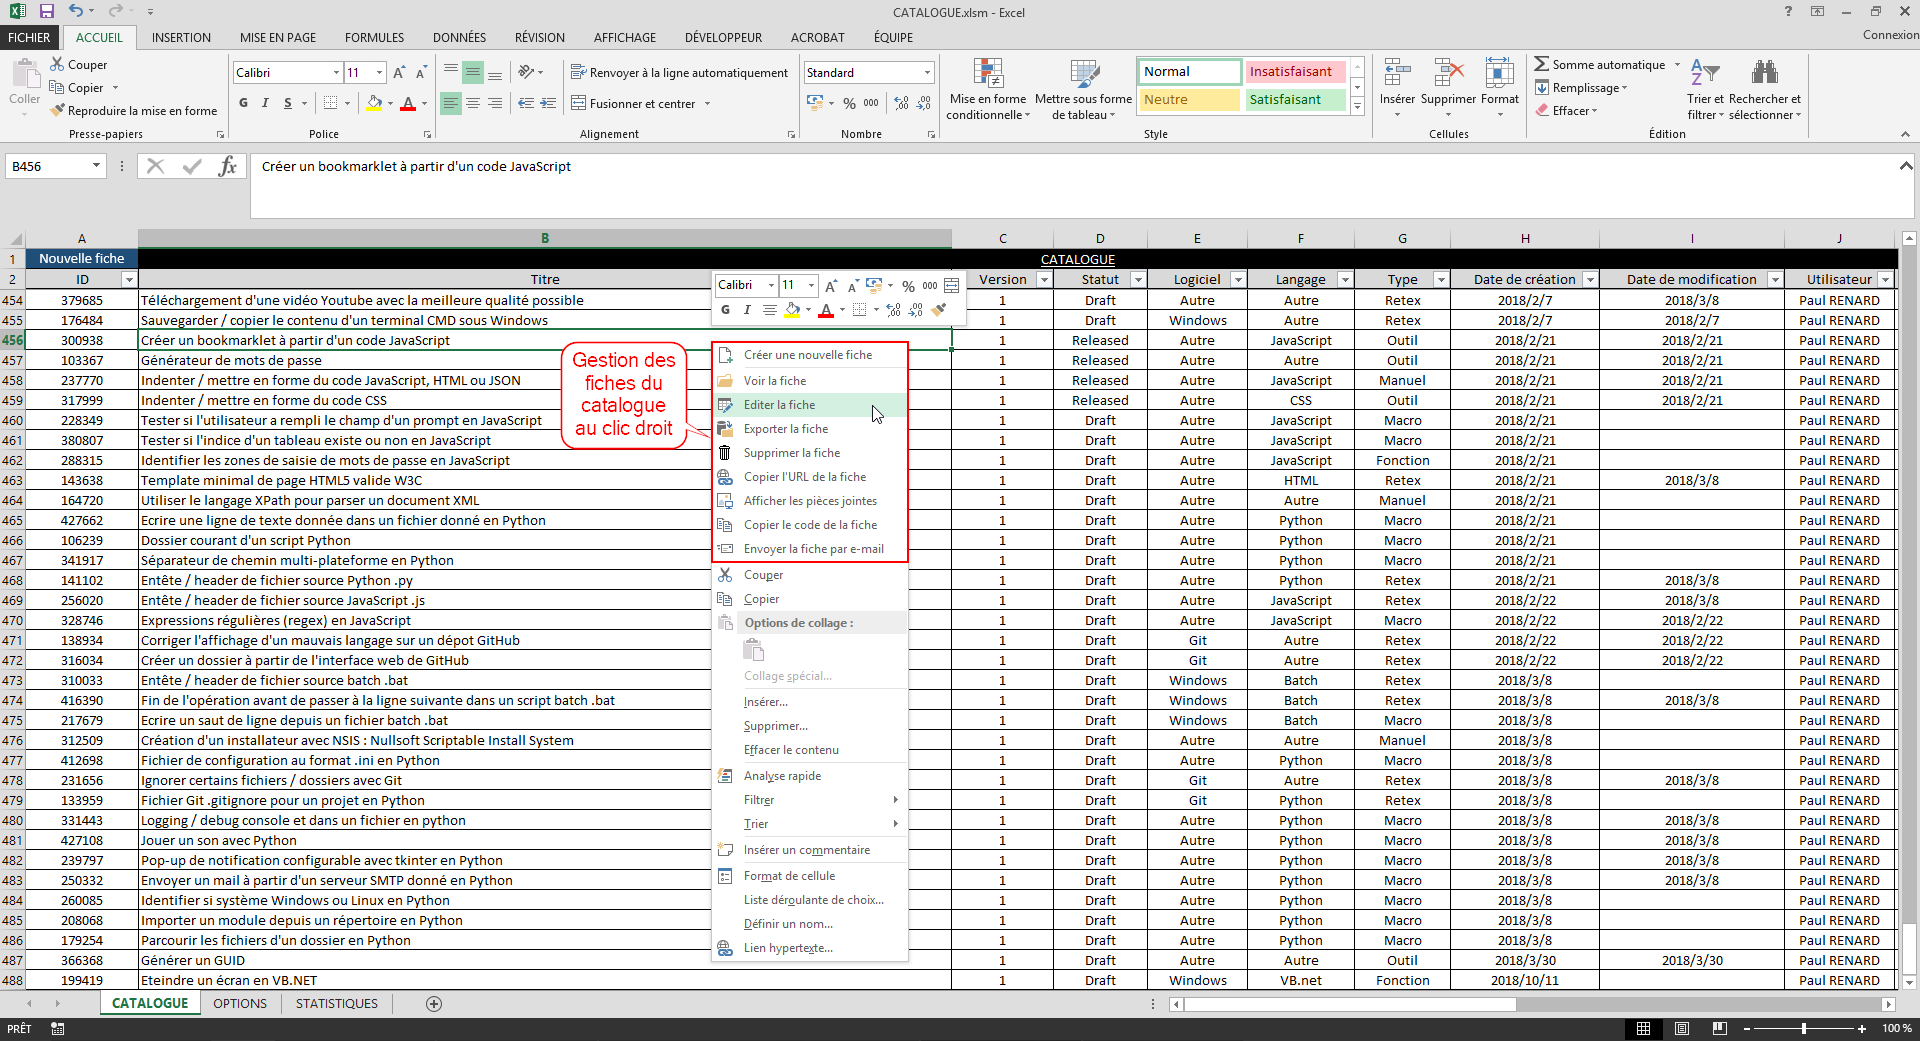 CATALOGUE.xlsm - Excel
FICHIER ACCUEIL INSERTION MISE EN PAGE FORMULES DONNÉES RÉVISION AFFICHAGE DÉVELOPPEUR ACROBAT ÉQUIPE Connexion
Coller
Couper
Copier
Reproduire la mise en forme
Presse-papiers
Calibri 11
G I S
Police
Renvoyer à la ligne automatiquement
Fusionner et centrer
Alignement
Standard
% 000
Nombre
Mise en forme conditionnelle
Mettre sous forme de tableau
Normal Insatisfaisant
Neutre Satisfaisant
Style
Insérer Supprimer Format
Cellules
Somme automatique
Remplissage
Effacer
Trier et filtrer
Rechercher et sélectionner
Édition
B456 fx Créer un bookmarklet à partir d'un code JavaScript
A B C D E F G H I J
1 Nouvelle fiche CATALOGUE
2 ID Titre Version Statut Logiciel Langage Type Date de création Date de modification Utilisateur
454 379685 Téléchargement d'une vidéo Youtube avec la meilleure qualité possible 1 Draft Autre Autre Retex 2018/2/7 2018/3/8 Paul RENARD
455 176484 Sauvegarder / copier le contenu d'un terminal CMD sous Windows 1 Draft Windows Autre Retex 2018/2/7 2018/2/7 Paul RENARD
456 300938 Créer un bookmarklet à partir d'un code JavaScript 1 Released Autre JavaScript Outil 2018/2/21 2018/2/21 Paul RENARD
457 103367 Générateur de mots de passe 1 Released Autre Autre Outil 2018/2/21 2018/2/21 Paul RENARD
458 237770 Indenter / mettre en forme du code JavaScript, HTML ou JSON 1 Released Autre JavaScript Manuel 2018/2/21 2018/2/21 Paul RENARD
459 317999 Indenter / mettre en forme du code CSS 1 Released Autre CSS Outil 2018/2/21 2018/2/21 Paul RENARD
460 228349 Tester si l'utilisateur a rempli le champ d'un prompt en JavaScript 1 Draft Autre JavaScript Macro 2018/2/21 Paul RENARD
461 380807 Tester si l'indice d'un tableau existe ou non en JavaScript 1 Draft Autre JavaScript Macro 2018/2/21 Paul RENARD
462 288315 Identifier les zones de saisie de mots de passe en JavaScript 1 Draft Autre JavaScript Fonction 2018/2/21 Paul RENARD
463 143638 Template minimal de page HTML5 valide W3C 1 Draft Autre HTML Retex 2018/2/21 2018/3/8 Paul RENARD
464 164720 Utiliser le langage XPath pour parser un document XML 1 Draft Autre Autre Manuel 2018/2/21 Paul RENARD
465 427662 Ecrire une ligne de texte donnée dans un fichier donné en Python 1 Draft Autre Python Macro 2018/2/21 Paul RENARD
466 106239 Dossier courant d'un script Python 1 Draft Autre Python Macro 2018/2/21 Paul RENARD
467 341917 Séparateur de chemin multi-plateforme en Python 1 Draft Autre Python Macro 2018/2/21 Paul RENARD
468 141102 Entête / header de fichier source Python .py 1 Draft Autre Python Retex 2018/2/21 2018/3/8 Paul RENARD
469 256020 Entête / header de fichier source JavaScript .js 1 Draft Autre JavaScript Retex 2018/2/22 2018/3/8 Paul RENARD
470 328746 Expressions régulières (regex) en JavaScript 1 Draft Autre JavaScript Macro 2018/2/22 2018/2/22 Paul RENARD
471 138934 Corriger l'affichage d'un mauvais langage sur un dépot GitHub 1 Draft Git Autre Retex 2018/2/22 2018/2/22 Paul RENARD
472 316034 Créer un dossier à partir de l'interface web de GitHub 1 Draft Git Autre Retex 2018/2/22 2018/2/22 Paul RENARD
473 310033 Entête / header de fichier source batch .bat 1 Draft Windows Batch Retex 2018/3/8 Paul RENARD
474 416390 Fin de l'opération avant de passer à la ligne suivante dans un script batch .bat 1 Draft Windows Batch Retex 2018/3/8 2018/3/8 Paul RENARD
475 217679 Ecrire un saut de ligne depuis un fichier batch .bat 1 Draft Windows Batch Macro 2018/3/8 Paul RENARD
476 312509 Création d'un installateur avec NSIS : Nullsoft Scriptable Install System 1 Draft Autre Autre Manuel 2018/3/8 Paul RENARD
477 412698 Fichier de configuration au format .ini en Python 1 Draft Autre Python Macro 2018/3/8 Paul RENARD
478 231656 Ignorer certains fichiers / dossiers avec Git 1 Draft Git Autre Retex 2018/3/8 2018/3/8 Paul RENARD
479 133959 Fichier Git .gitignore pour un projet en Python 1 Draft Git Python Retex 2018/3/8 Paul RENARD
480 331443 Logging / debug console et dans un fichier en python 1 Draft Autre Python Macro 2018/3/8 2018/3/8 Paul RENARD
481 427108 Jouer un son avec Python 1 Draft Autre Python Macro 2018/3/8 2018/3/8 Paul RENARD
482 239797 Pop-up de notification configurable avec tkinter en Python 1 Draft Autre Python Macro 2018/3/8 2018/3/8 Paul RENARD
483 250332 Envoyer un mail à partir d'un serveur SMTP donné en Python 1 Draft Autre Python Macro 2018/3/8 2018/3/8 Paul RENARD
484 260085 Identifier si système Windows ou Linux en Python 1 Draft Autre Python Macro 2018/3/8 Paul RENARD
485 208068 Importer un module depuis un répertoire en Python 1 Draft Autre Python Macro 2018/3/8 Paul RENARD
486 179254 Parcourir les fichiers d'un dossier en Python 1 Draft Autre Python Macro 2018/3/8 Paul RENARD
487 366368 Générer un GUID 1 Draft Autre Autre Outil 2018/3/30 2018/3/30 Paul RENARD
488 199419 Eteindre un écran en VB.NET 1 Draft Windows VB.net Fonction 2018/10/11 Paul RENARD
Calibri 11 % 000
G I
Gestion des
fiches du
catalogue
au clic droit
Créer une nouvelle fiche
Voir la fiche
Editer la fiche
Exporter la fiche
Supprimer la fiche
Copier l'URL de la fiche
Afficher les pièces jointes
Copier le code de la fiche
Envoyer la fiche par e-mail
Couper
Copier
Options de collage :
Collage spécial...
Insérer...
Supprimer...
Effacer le contenu
Analyse rapide
Filtrer
Trier
Insérer un commentaire
Format de cellule
Liste déroulante de choix...
Définir un nom...
Lien hypertexte...
CATALOGUE OPTIONS STATISTIQUES
PRÊT 100 %